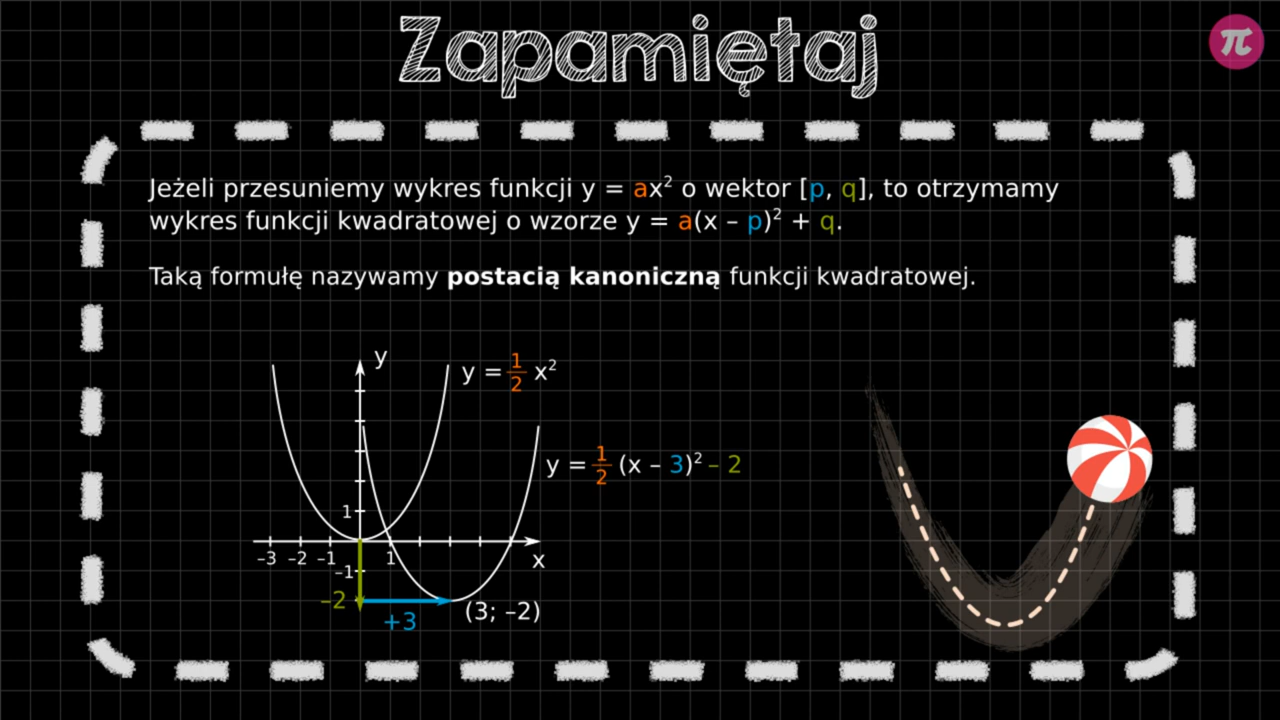 Zapamiętaj
π
Jeżeli przesuniemy wykres funkcji y = ax² o wektor [p, q], to otrzymamy
wykres funkcji kwadratowej o wzorze y = a(x – p)² + q.
Taką formułę nazywamy postacią kanoniczną funkcji kwadratowej.
y
y = 1/2 x²
y = 1/2 (x – 3)² – 2
1
–3 –2 –1 1 x
–1
–2
+3 (3; –2)